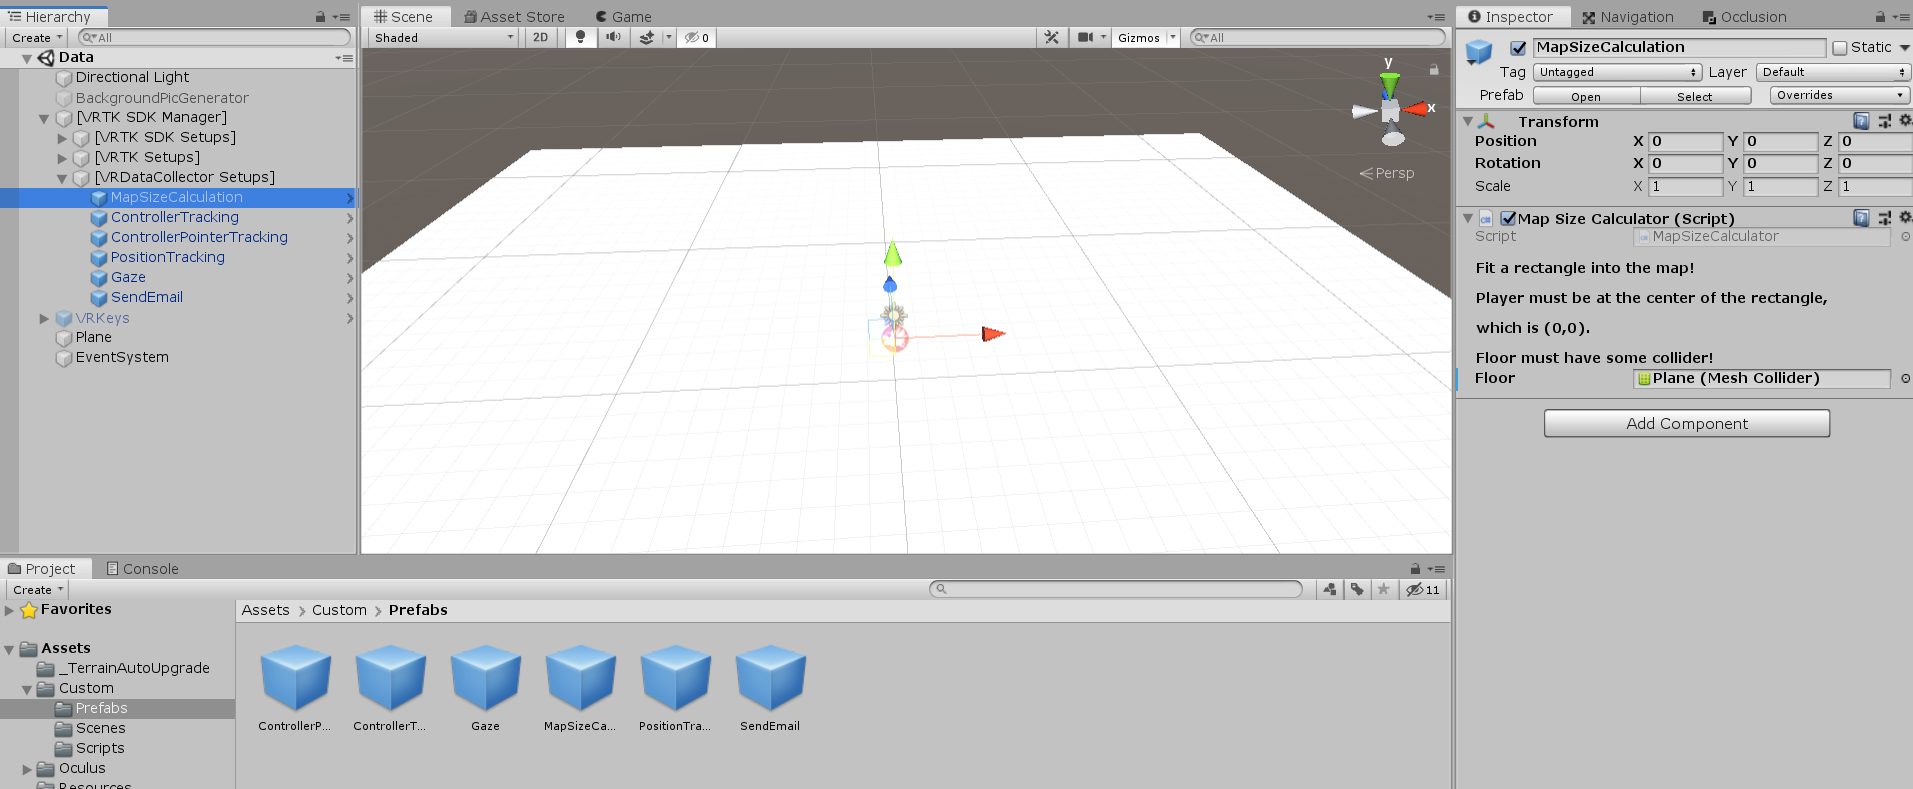 Hierarchy
Create
All
Data
Directional Light
BackgroundPicGenerator
[VRTK SDK Manager]
[VRTK SDK Setups]
[VRTK Setups]
[VRDataCollector Setups]
MapSizeCalculation
ControllerTracking
ControllerPointerTracking
PositionTracking
Gaze
SendEmail
VRKeys
Plane
EventSystem
Scene Asset Store Game
Shaded 2D 0 Gizmos All
y
x
Persp
Inspector Navigation Occlusion
MapSizeCalculation Static
Tag Untagged Layer Default
Prefab Open Select Overrides
Transform
Position X 0 Y 0 Z 0
Rotation X 0 Y 0 Z 0
Scale X 1 Y 1 Z 1
Map Size Calculator (Script)
Script MapSizeCalculator
Fit a rectangle into the map!
Player must be at the center of the rectangle,
which is (0,0).
Floor must have some collider!
Floor Plane (Mesh Collider)
Add Component
Project Console
Create 11
Favorites
Assets
_TerrainAutoUpgrade
Custom
Prefabs
Scenes
Scripts
Oculus
Resources
Assets > Custom > Prefabs
ControllerP... ControllerT... Gaze MapSizeCa... PositionTra... SendEmail